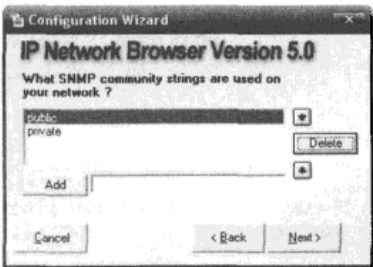 Configuration Wizard
IP Network Browser Version 5.0
What SNMP community strings are used on
your network ?
public
private
Delete
Add
Cancel
< Back
Next >